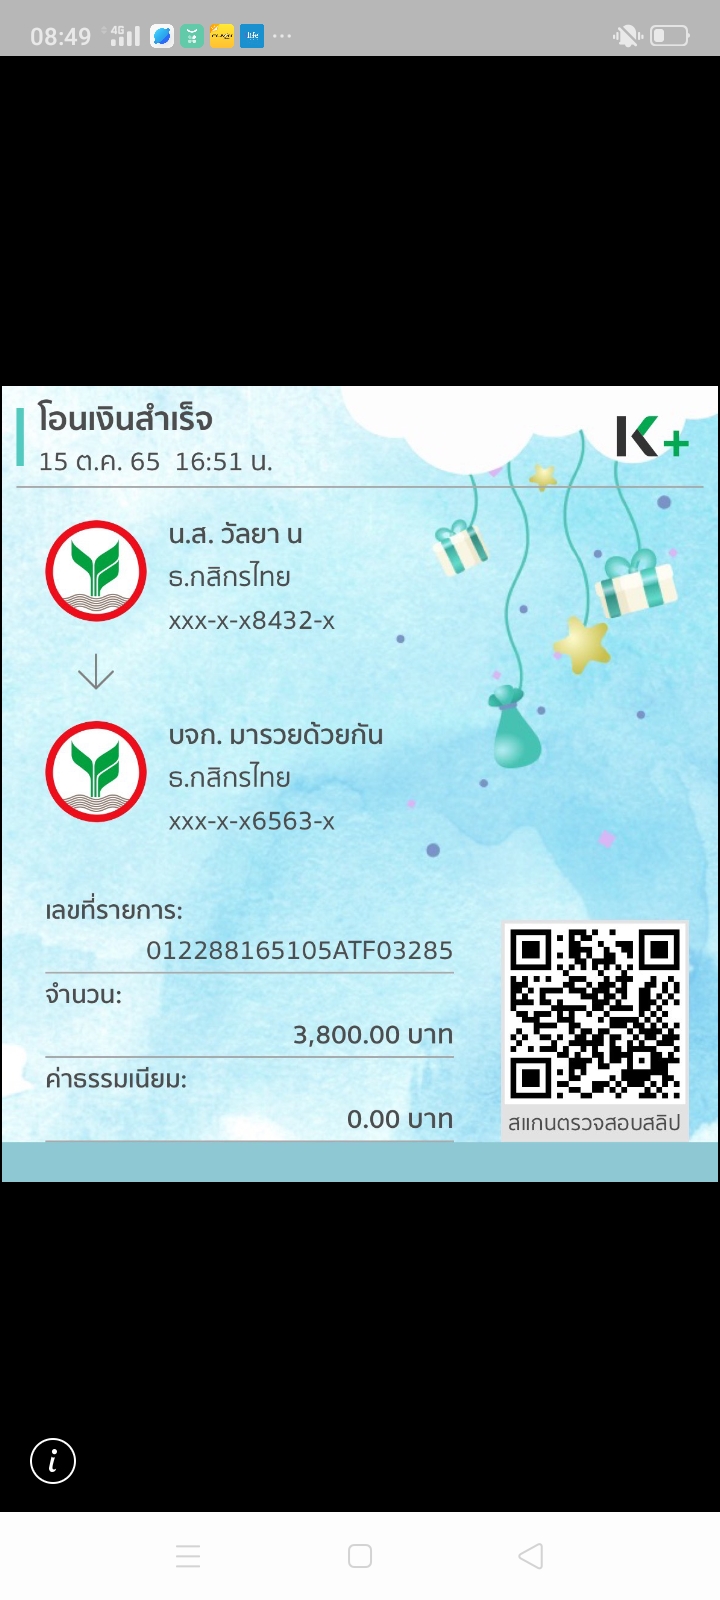 08:49
4G
life
โอนเงินสำเร็จ
15 ต.ค. 65 16:51 น.
K+
น.ส. วัลยา น
ธ.กสิกรไทย
xxx-x-x8432-x
บจก. มารวยด้วยกัน
ธ.กสิกรไทย
xxx-x-x6563-x
เลขที่รายการ:
012288165105ATF03285
จำนวน:
3,800.00 บาท
ค่าธรรมเนียม:
0.00 บาท
สแกนตรวจสอบสลิป
i